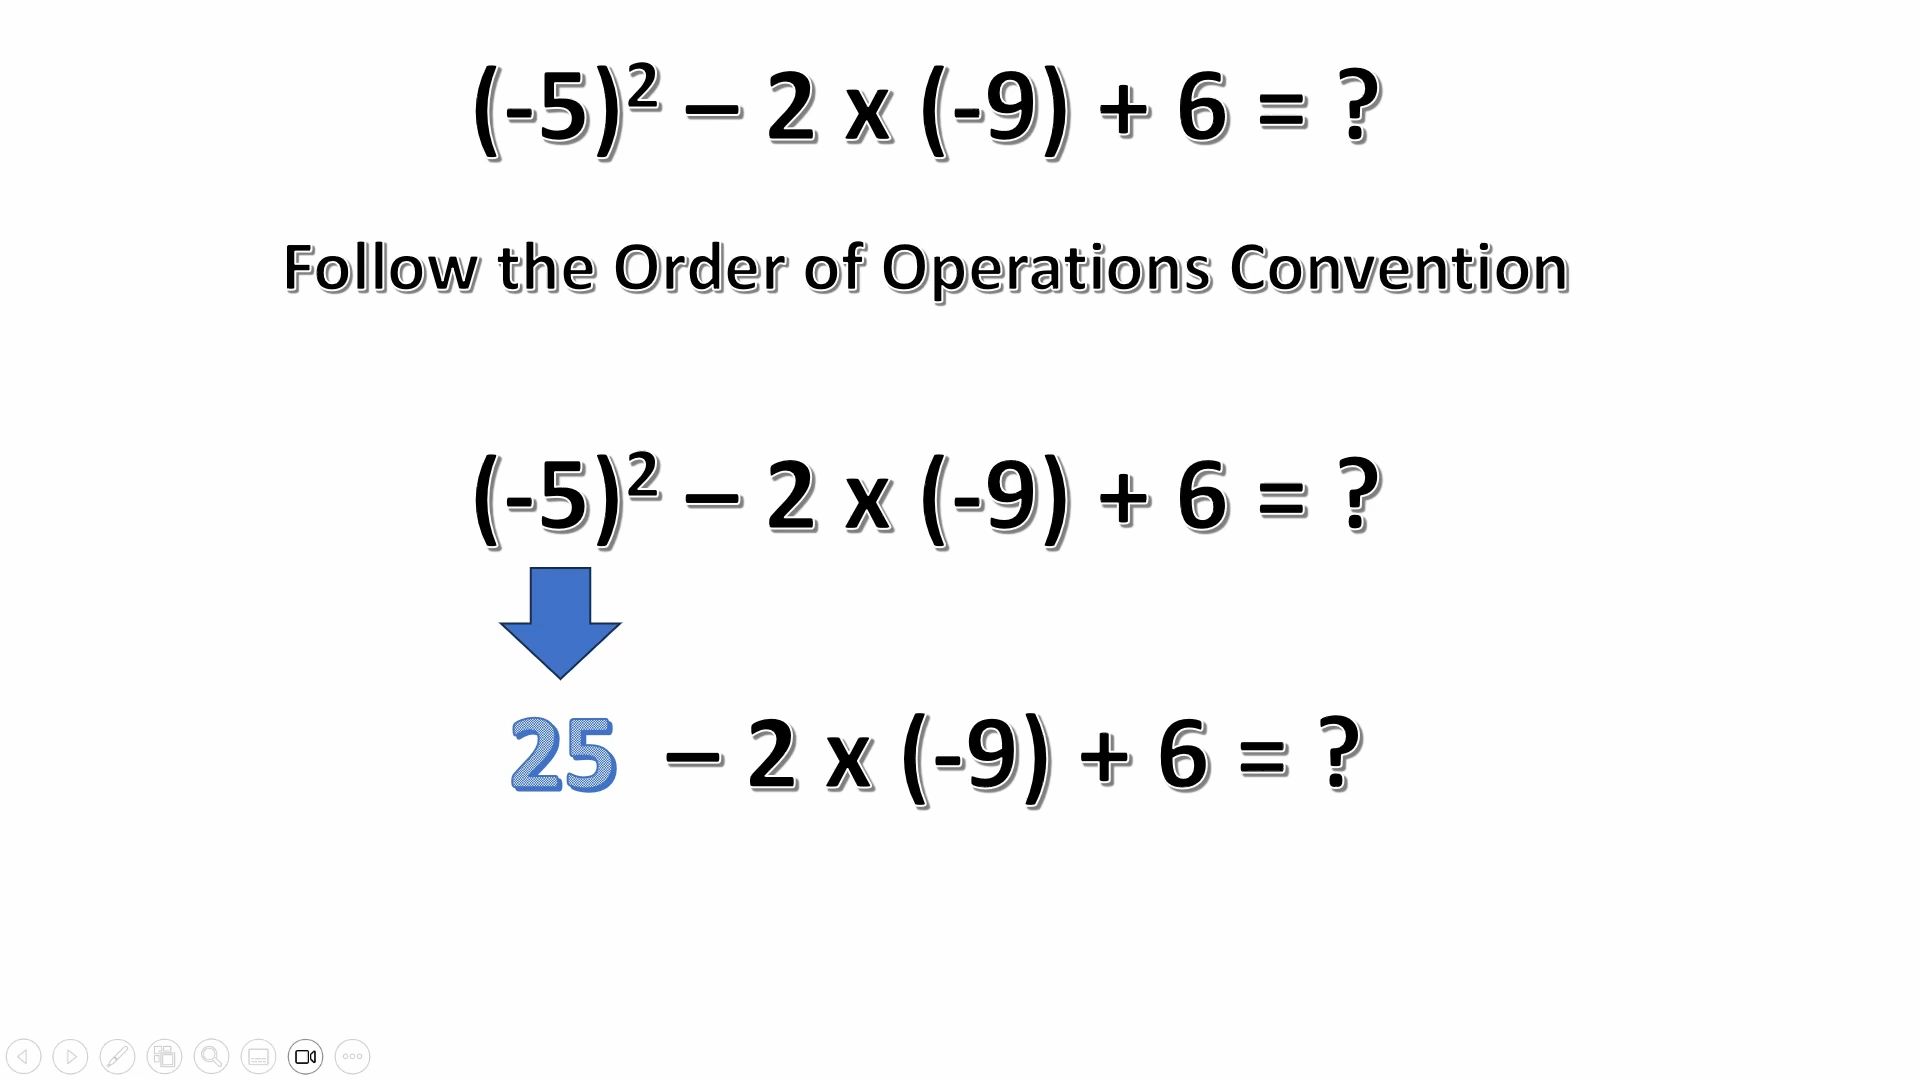 (-5)² – 2 x (-9) + 6 = ?
Follow the Order of Operations Convention
(-5)² – 2 x (-9) + 6 = ?
25 – 2 x (-9) + 6 = ?